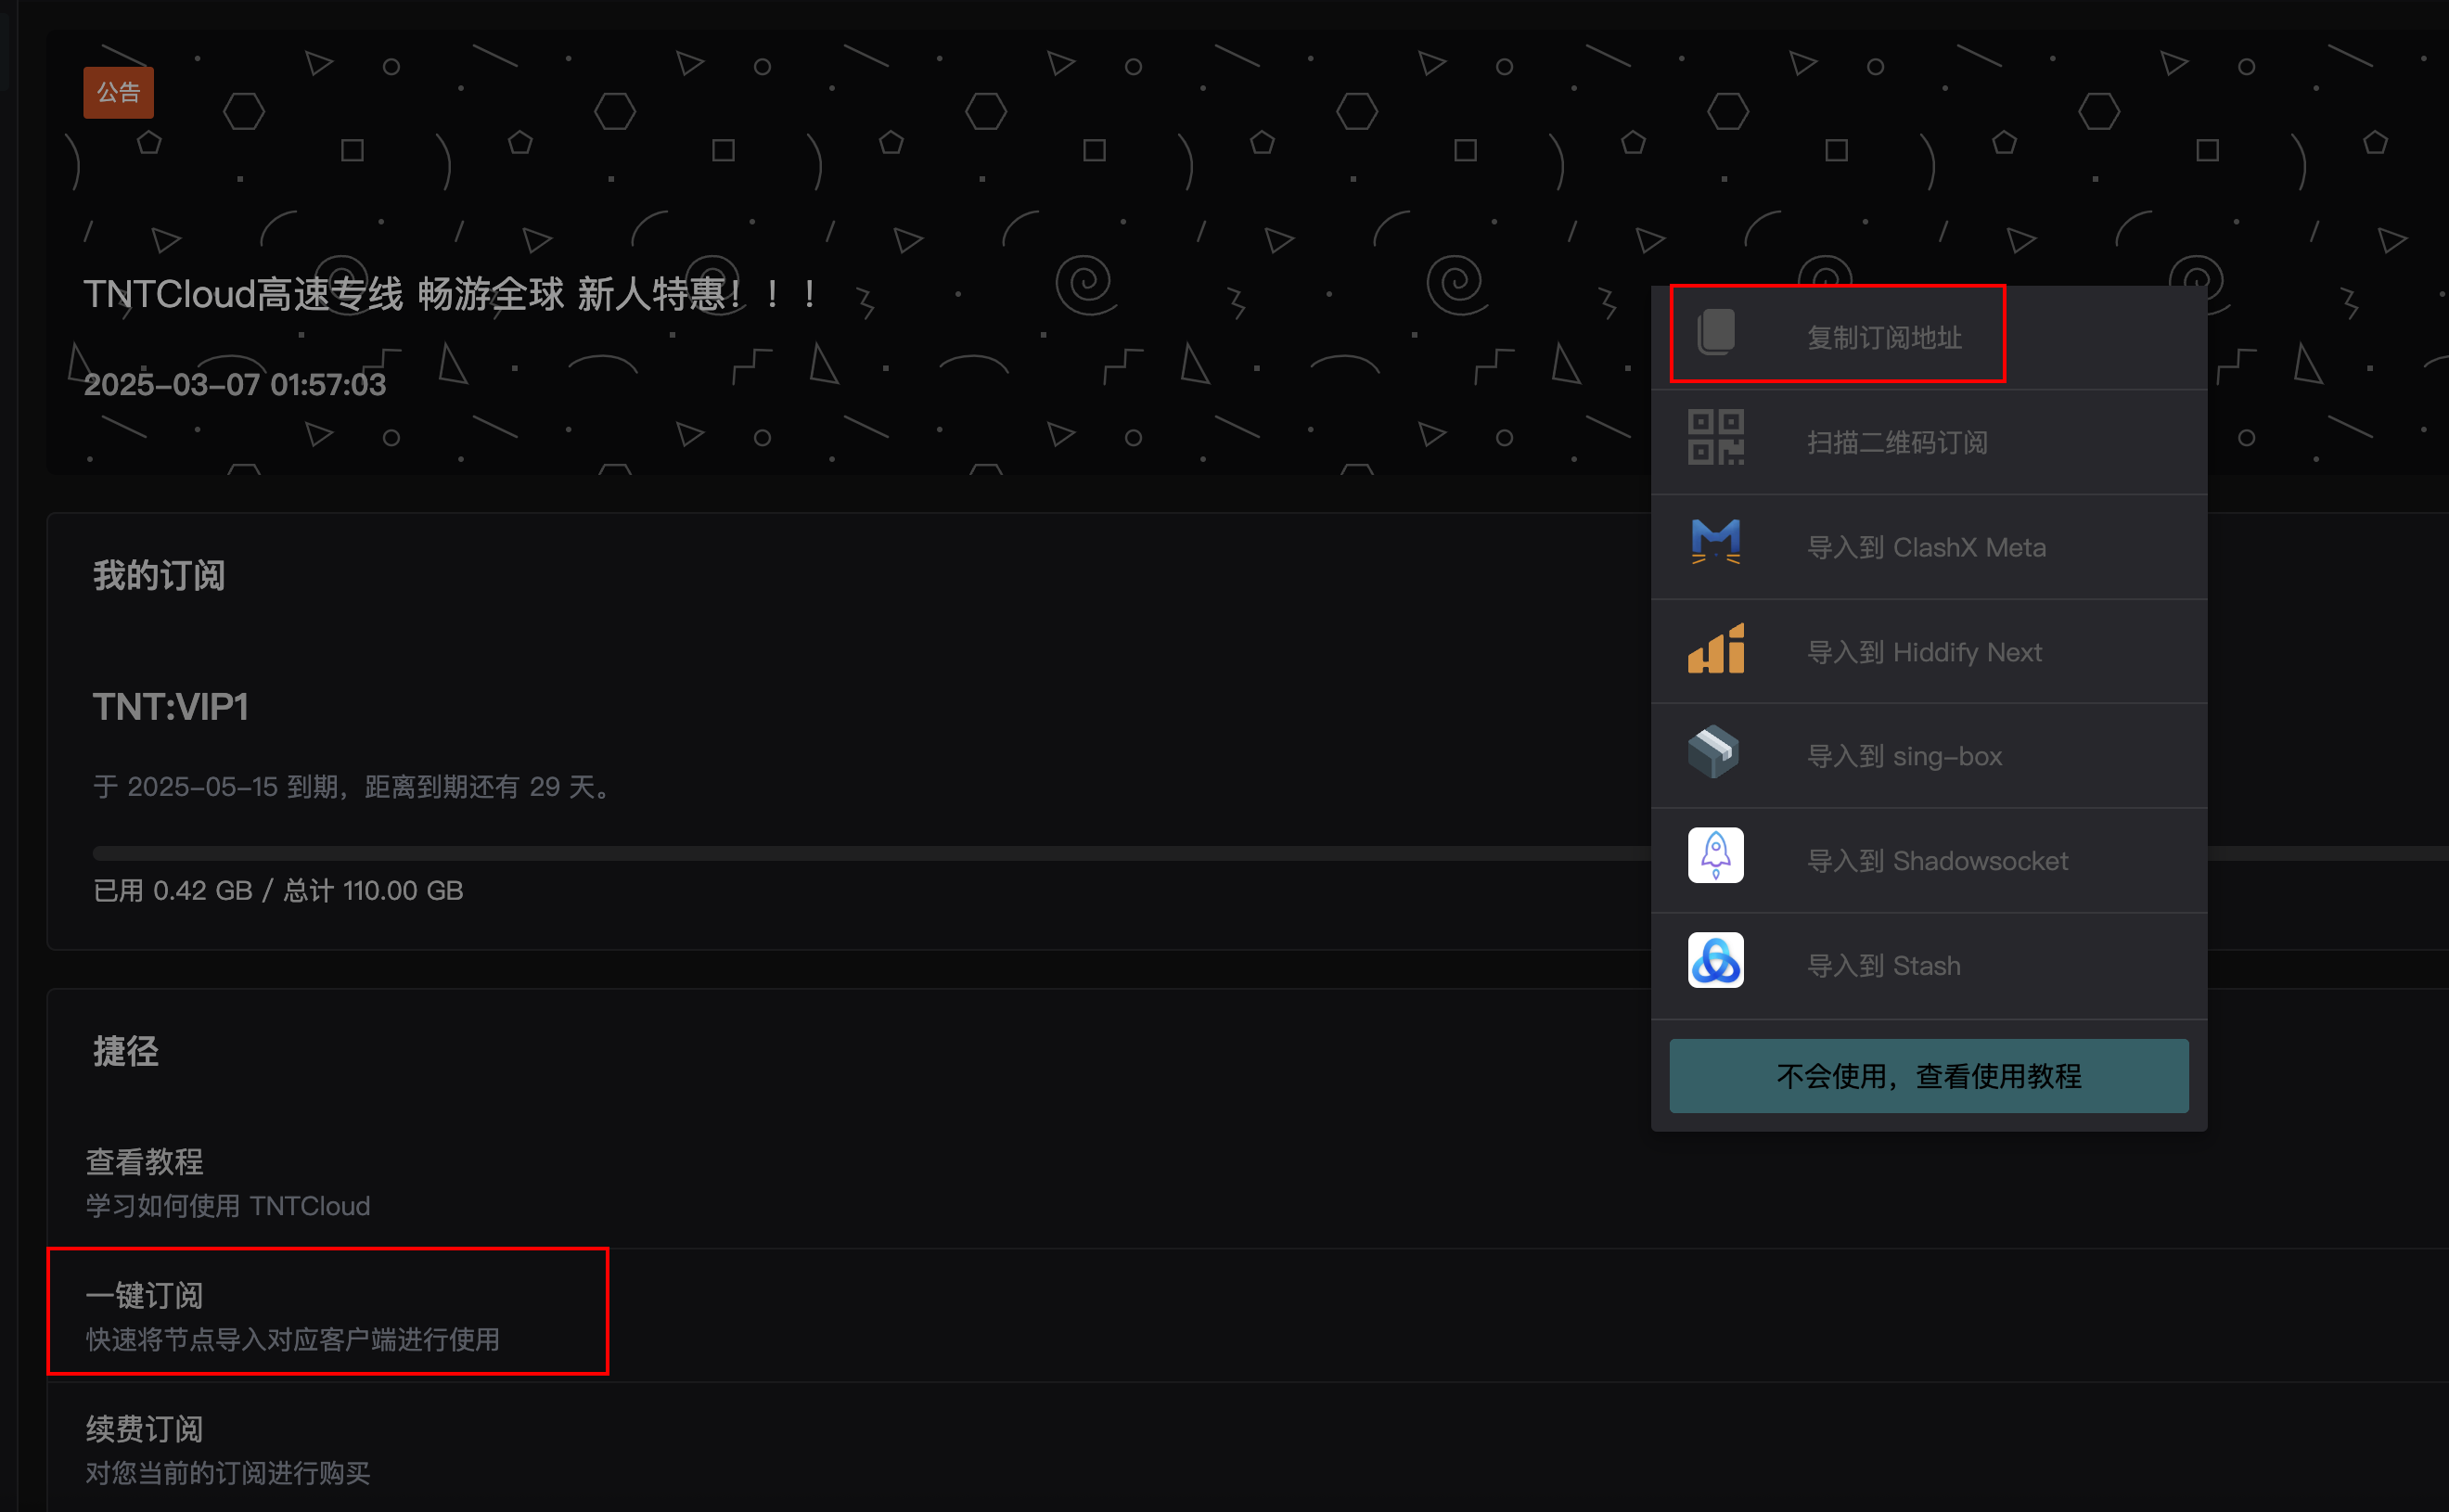 公告
TNTCloud高速专线 畅游全球 新人特惠！！！
2025-03-07 01:57:03
我的订阅
TNT:VIP1
于 2025-05-15 到期，距离到期还有 29 天。
已用 0.42 GB / 总计 110.00 GB
捷径
查看教程
学习如何使用 TNTCloud
一键订阅
快速将节点导入对应客户端进行使用
续费订阅
对您当前的订阅进行购买
复制订阅地址
扫描二维码订阅
导入到 ClashX Meta
导入到 Hiddify Next
导入到 sing-box
导入到 Shadowsocket
导入到 Stash
不会使用，查看使用教程